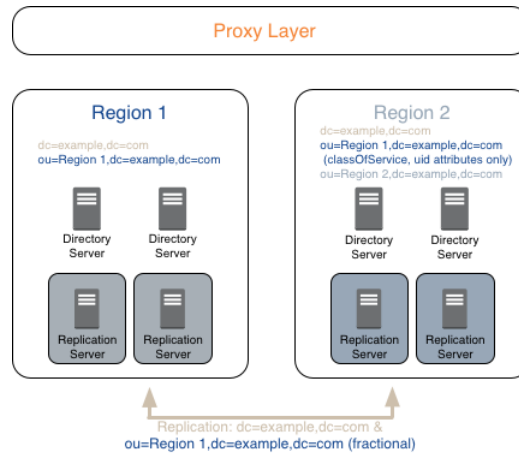 Proxy Layer
Region 1
dc=example,dc=com
ou=Region 1,dc=example,dc=com
Directory
Server
Directory
Server
Replication
Server
Replication
Server
Region 2
dc=example,dc=com
ou=Region 1,dc=example,dc=com
(classOfService, uid attributes only)
ou=Region 2,dc=example,dc=com
Directory
Server
Directory
Server
Replication
Server
Replication
Server
Replication: dc=example,dc=com &
ou=Region 1,dc=example,dc=com (fractional)